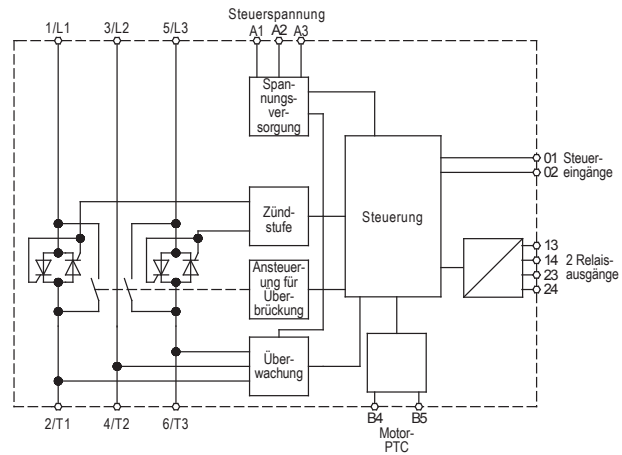 Steuerspannung
1/L1 3/L2 5/L3 A1 A2 A3
Span-
nungs-
ver-
sorgung
01 Steuer-
02 eingänge
Zünd-
stufe
Steuerung
13
14 2 Relais-
23 ausgänge
24
Ansteuer-
ung für
Über-
brückung
Über-
wachung
2/T1 4/T2 6/T3 B4 B5
Motor-
PTC